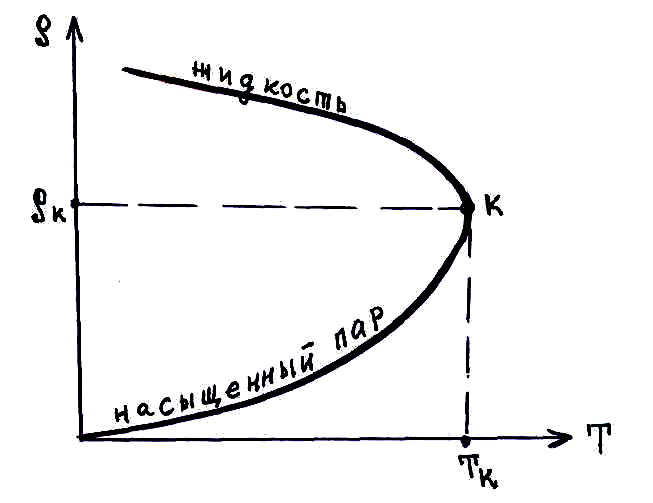 ρ
жидкость
ρк
К
насыщенный пар
T
Tк